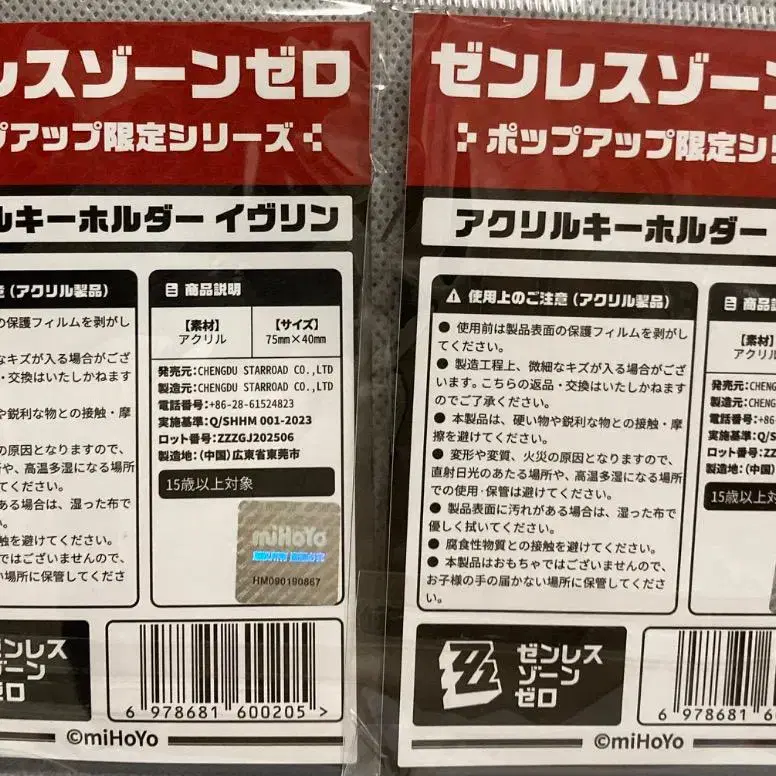 レスゾーンゼロ
プアップ限定シリーズ
ルキーホルダー イヴリン
意 (アクリル製品)
の保護フィルムを剥がし
なキズが入る場合がござ
・交換はいたしかねます
や鋭利な物との接触・摩
の原因となりますので、
所や、高温多湿になる場所
てください。
ある場合は、湿った布で
。
触を避けてください。
ではございませんので、
い場所に保管してくださ
商品説明
【素材】
アクリル
【サイズ】
75mm×40mm
発売元:CHENGDU STARROAD CO.,LTD
製造元:CHENGDU STARROAD CO.,LTD
電話番号:+86-28-61524823
実施基準:Q/SHHM 001-2023
ロット番号:ZZZGJ202506
製造地:(中国)広東省東莞市
15歳以上対象
miHoYo
HM090190867
ゼンレス
ゾーン
ゼロ
6 978681 600205 >
©miHoYo
ゼンレスゾーン
ポップアップ限定シリ
アクリルキーホルダー
使用上のご注意 (アクリル製品)
● 使用前は製品表面の保護フィルムを剥がし
てください。
● 製造工程上、微細なキズが入る場合がござ
います。こちらの返品・交換はいたしかねます
のでご了承ください。
● 本製品は、硬い物や鋭利な物との接触・摩
擦を避けてください。
● 変形や変質、火災の原因となりますので、
直射日光のあたる場所や、高温多湿になる場所
での使用・保管は避けてください。
● 製品表面に汚れがある場合は、湿った布で
優しく拭いてください。
● 腐食性物質との接触を避けてください。
● 本製品はおもちゃではございませんので、
お子様の手の届かない場所に保管してくださ
い。
商品説
【素材】
アクリル
発売元:CHENGD
製造元:CHENG
電話番号:+86
実施基準:Q/
ロット番号:ZZ
製造地:(中国)
15歳以上対
ゼンレス
ゾーン
ゼロ
6 978681 6
©miHoYo